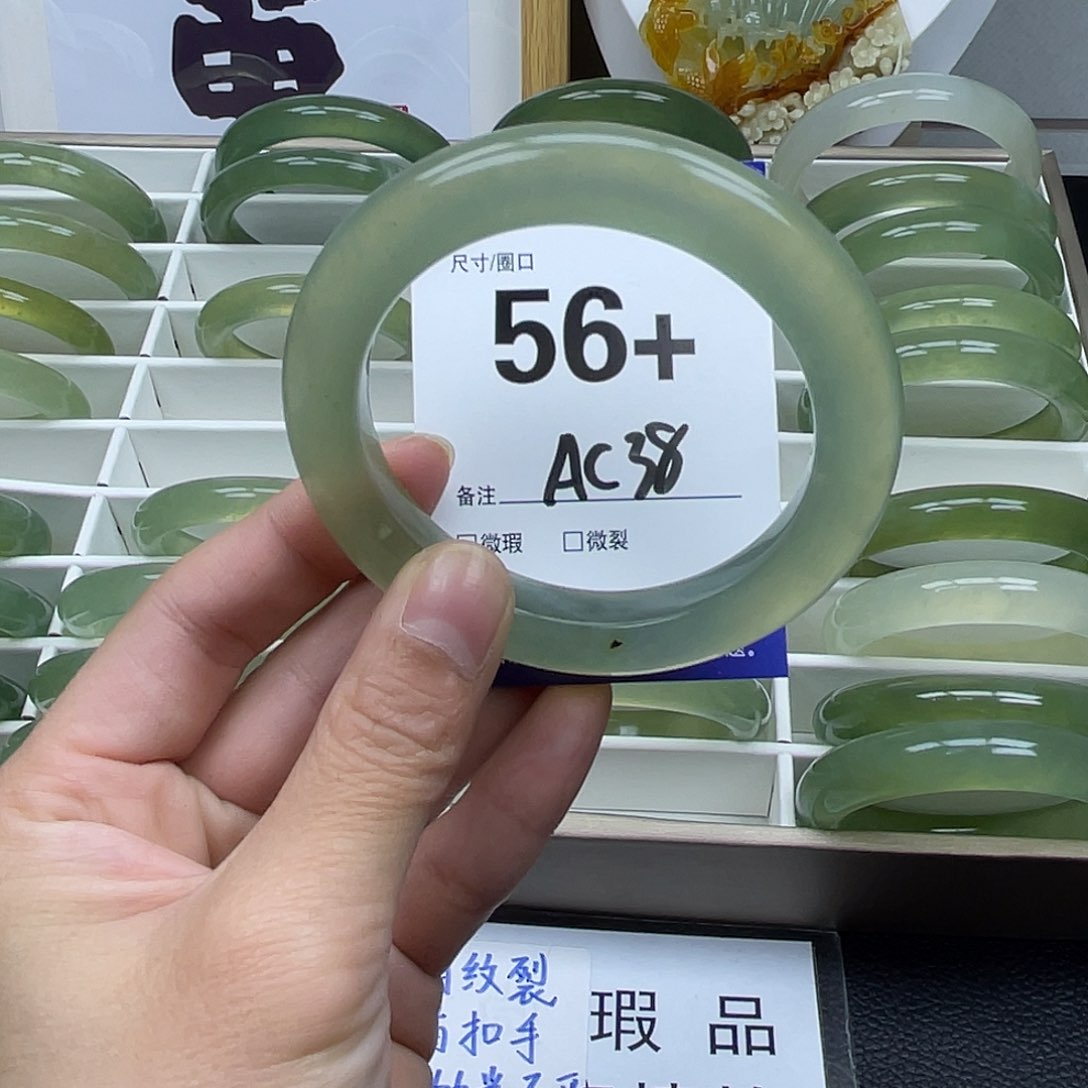 尺寸/圈口
56+
AC38
备注
微瑕 □微裂
纹裂
扣手
瑕 品